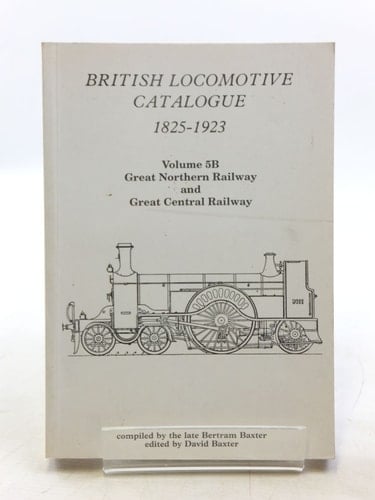 BRITISH LOCOMOTIVE
CATALOGUE
1825-1923
Volume 5B
Great Northern Railway
and
Great Central Railway
compiled by the late Bertram Baxter
edited by David Baxter